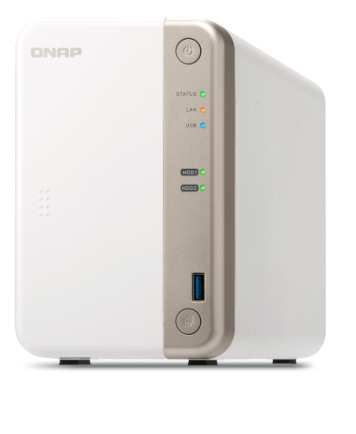 QNAP
STATUS
LAN
USB
HDD1
HDD2